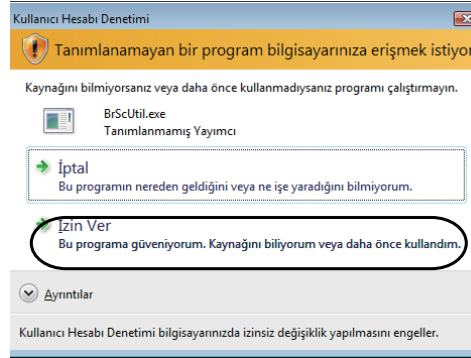 Kullanıcı Hesabı Denetimi
Tanımlanamayan bir program bilgisayarınıza erişmek istiyor
Kaynağını bilmiyorsanız veya daha önce kullanmadıysanız programı çalıştırmayın.
BrScUtil.exe
Tanımlanmamış Yayımcı
İptal
Bu programın nereden geldiğini veya ne işe yaradığını bilmiyorum.
İzin Ver
Bu programa güveniyorum. Kaynağını biliyorum veya daha önce kullandım.
Ayrıntılar
Kullanıcı Hesabı Denetimi bilgisayarınızda izinsiz değişiklik yapılmasını engeller.